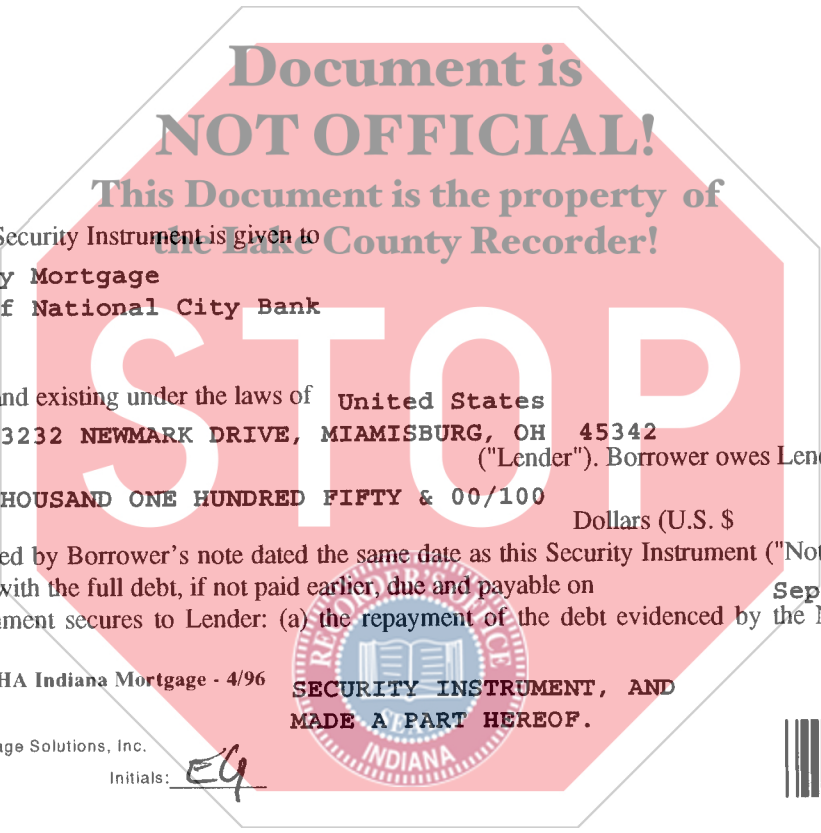 Document is
NOT OFFICIAL!
This Document is the property of
the Lake County Recorder!
Security Instrument is given to
y Mortgage
f National City Bank
STOP
nd existing under the laws of United States
3232 NEWMARK DRIVE, MIAMISBURG, OH 45342
("Lender"). Borrower owes Lend
HOUSAND ONE HUNDRED FIFTY & 00/100
Dollars (U.S. $
ed by Borrower's note dated the same date as this Security Instrument ("Not
with the full debt, if not paid earlier, due and payable on Sep
ment secures to Lender: (a) the repayment of the debt evidenced by the N
RECORDER'S OFFICE
SEAL
INDIANA
HA Indiana Mortgage - 4/96
SECURITY INSTRUMENT, AND
MADE A PART HEREOF.
ge Solutions, Inc.
Initials: EG